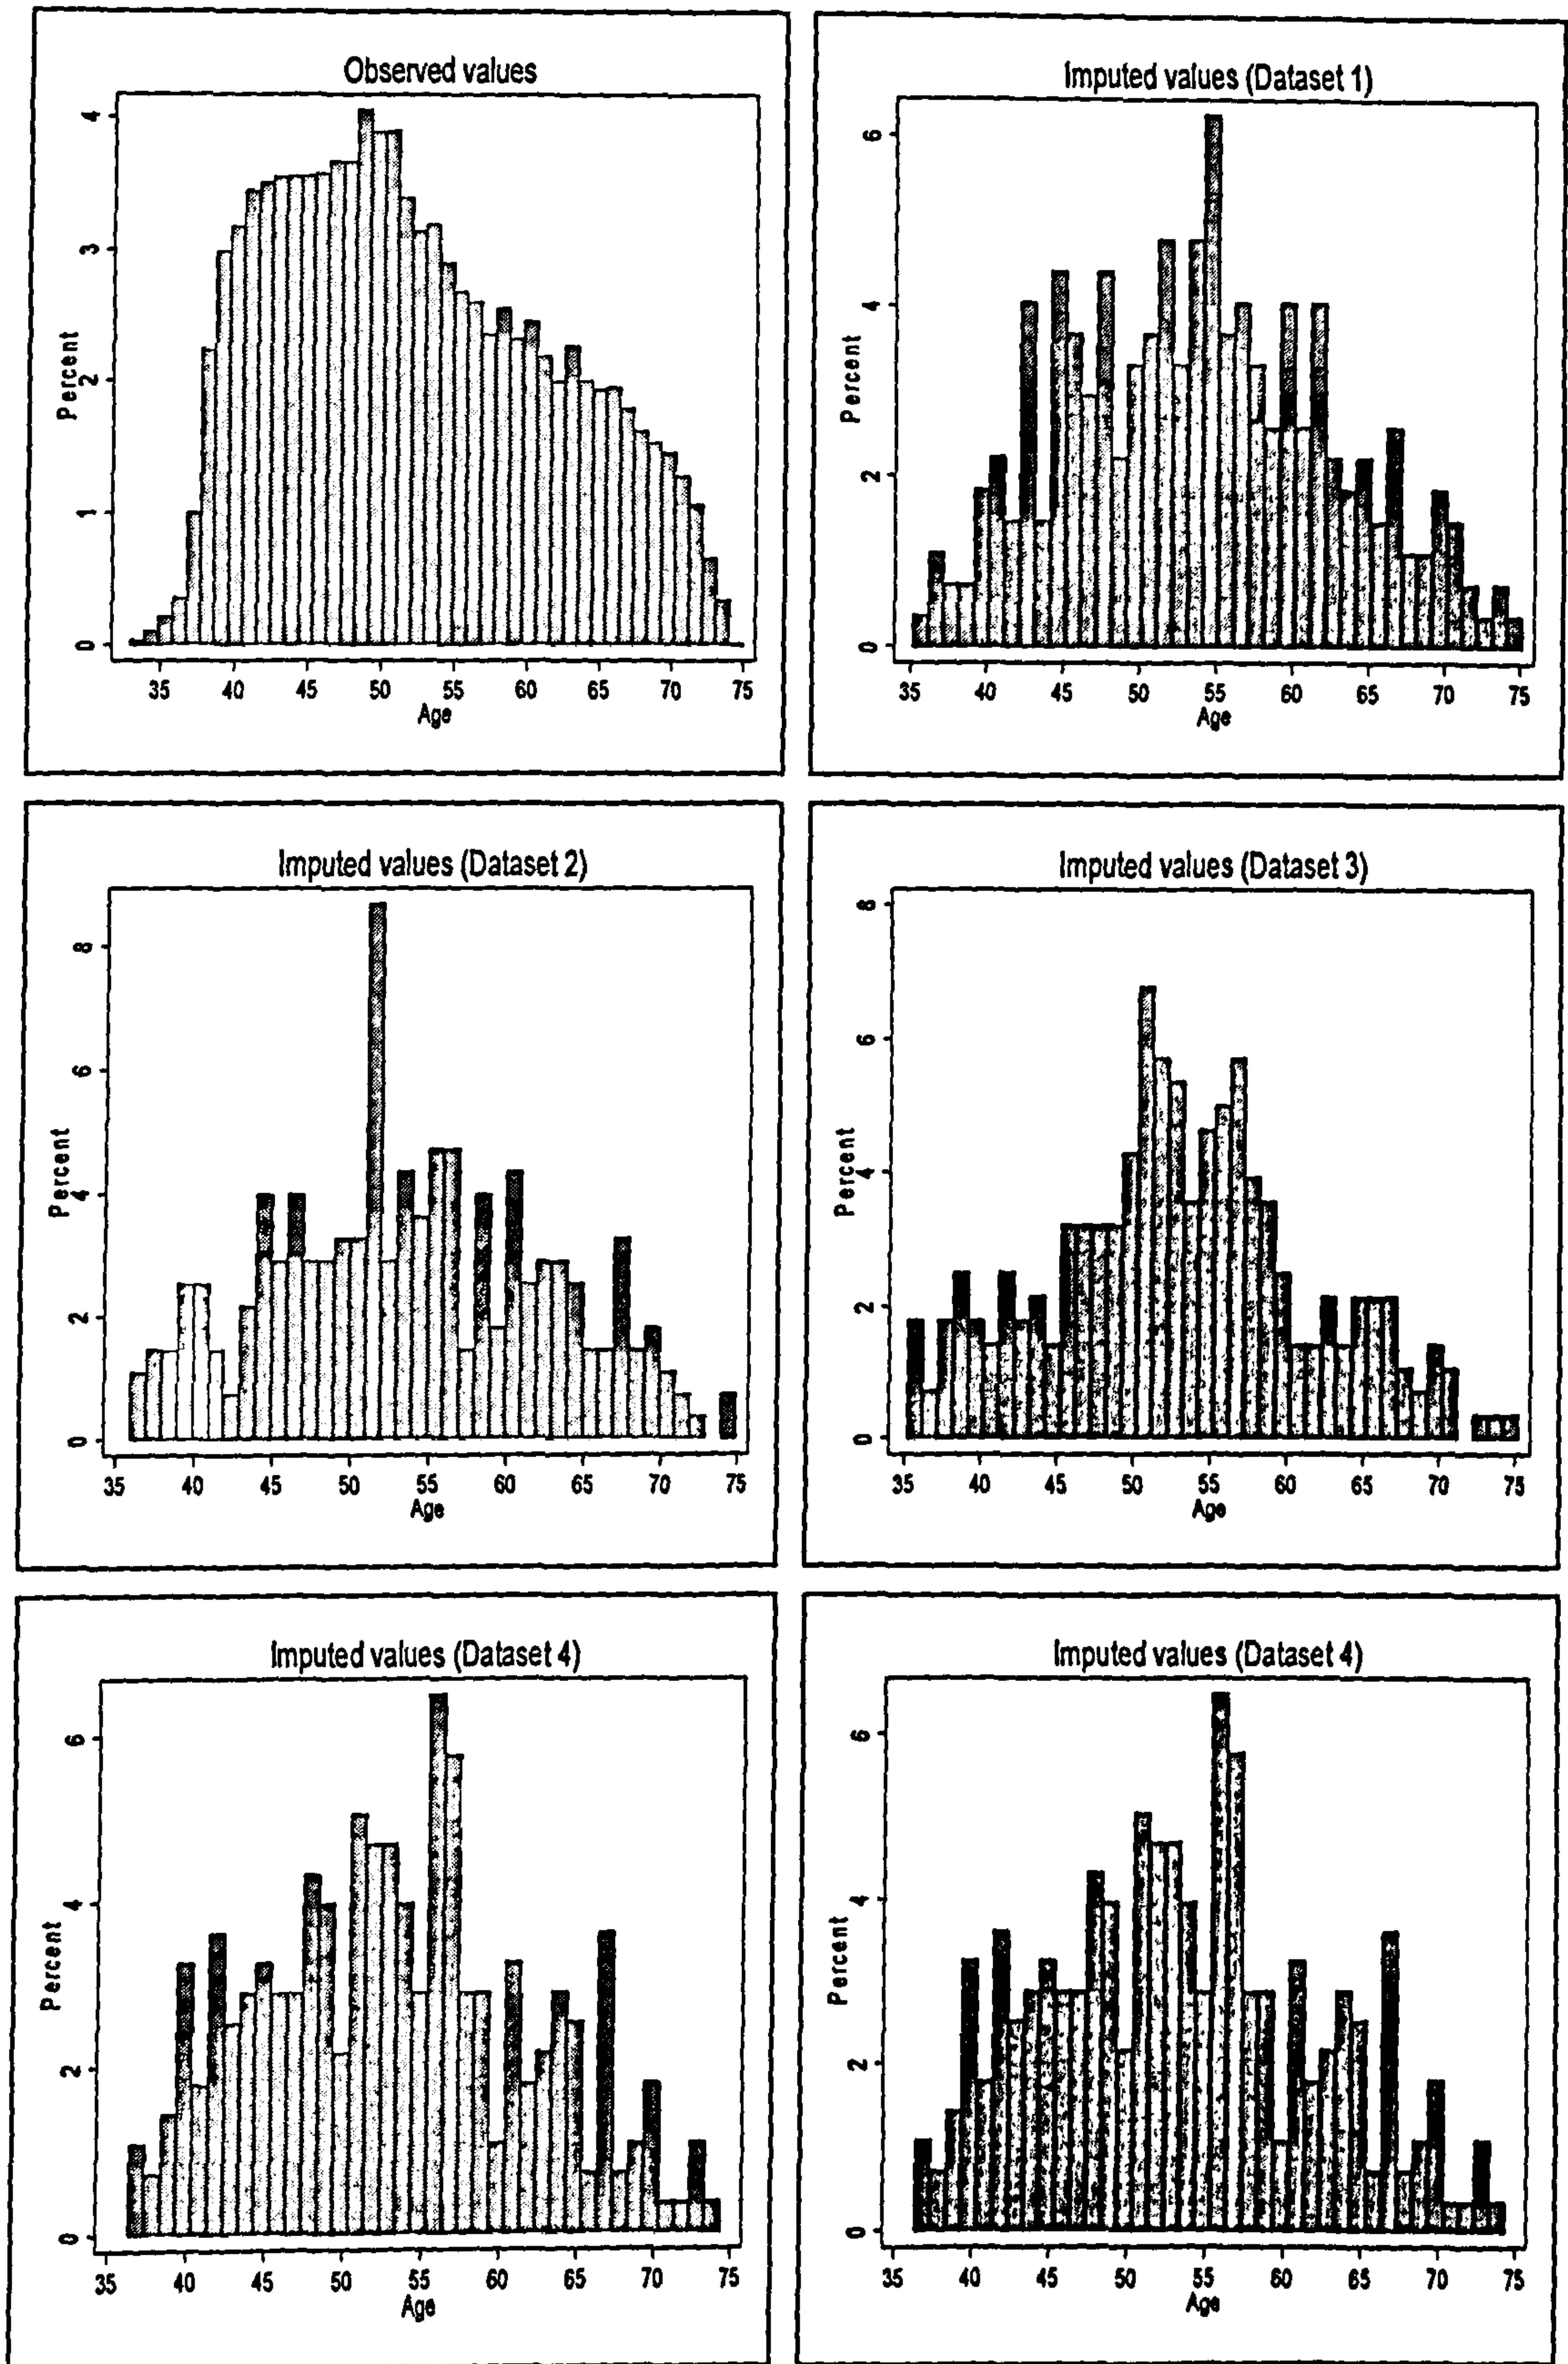 Observed values
Percent
4
3
2
1
0
35 40 45 50 55 60 65 70 75
Age
Imputed values (Dataset 1)
Percent
6
4
2
0
35 40 45 50 55 60 65 70 75
Age
Imputed values (Dataset 2)
Percent
8
6
4
2
0
35 40 45 50 55 60 65 70 75
Age
Imputed values (Dataset 3)
Percent
8
6
4
2
0
35 40 45 50 55 60 65 70 75
Age
Imputed values (Dataset 4)
Percent
6
4
2
0
35 40 45 50 55 60 65 70 75
Age
Imputed values (Dataset 4)
Percent
6
4
2
0
35 40 45 50 55 60 65 70 75
Age